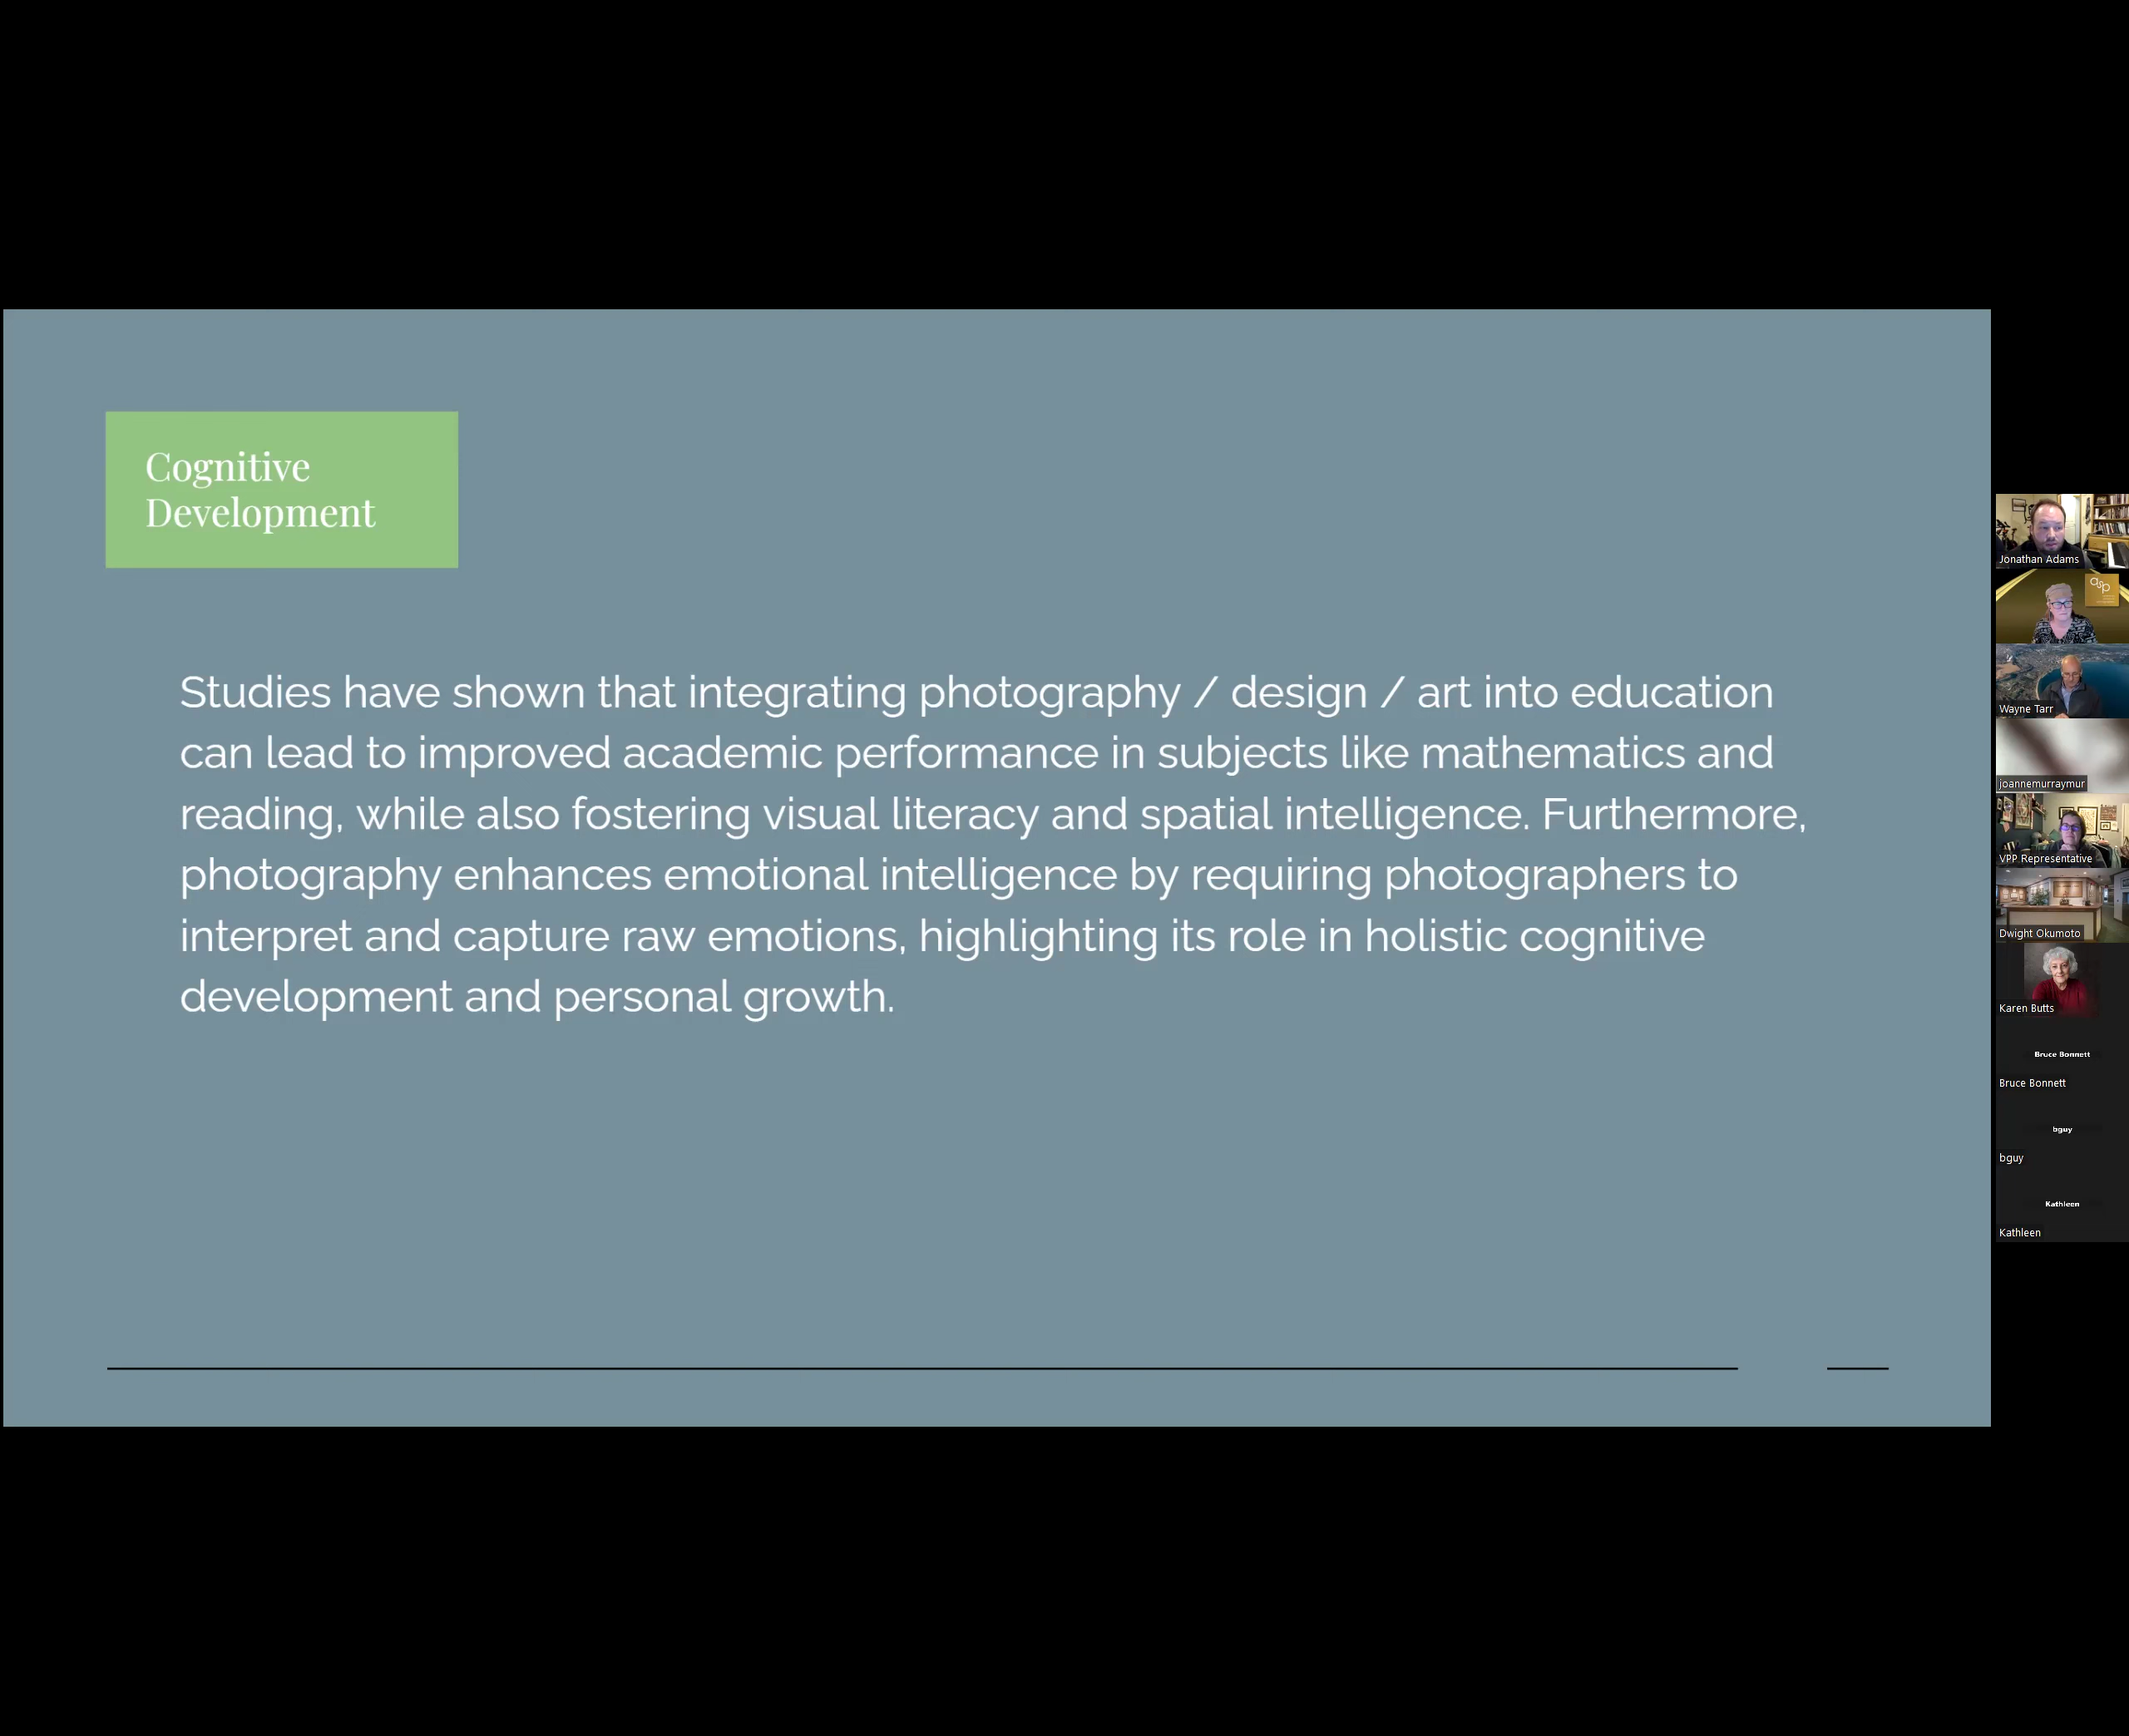 Cognitive
Development
Studies have shown that integrating photography / design / art into education
can lead to improved academic performance in subjects like mathematics and
reading, while also fostering visual literacy and spatial intelligence. Furthermore,
photography enhances emotional intelligence by requiring photographers to
interpret and capture raw emotions, highlighting its role in holistic cognitive
development and personal growth.
Jonathan Adams
asp
Wayne Tarr
joannemurraymur
VPP Representative
Dwight Okumoto
Karen Butts
Bruce Bonnett
Bruce Bonnett
bguy
bguy
Kathleen
Kathleen